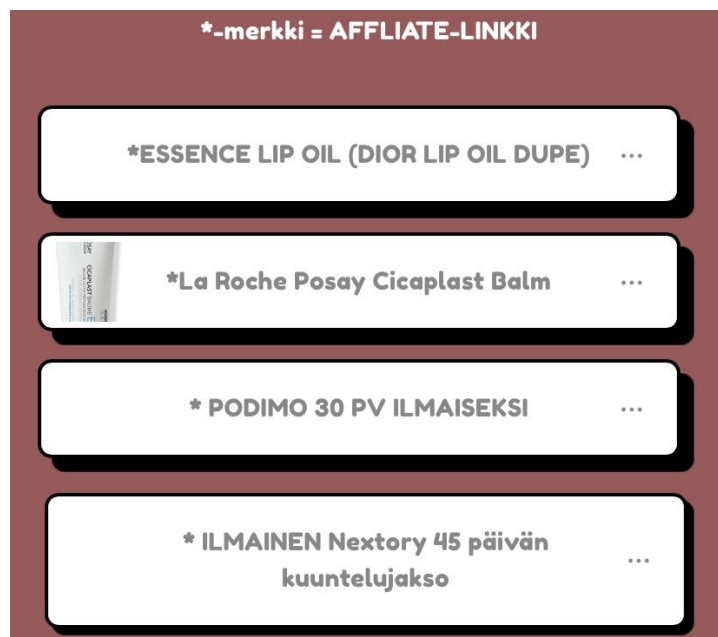 *-merkki = AFFLIATE-LINKKI
*ESSENCE LIP OIL (DIOR LIP OIL DUPE)
*La Roche Posay Cicaplast Balm
CICAPLAST
* PODIMO 30 PV ILMAISEKSI
* ILMAINEN Nextory 45 päivän
kuuntelujakso